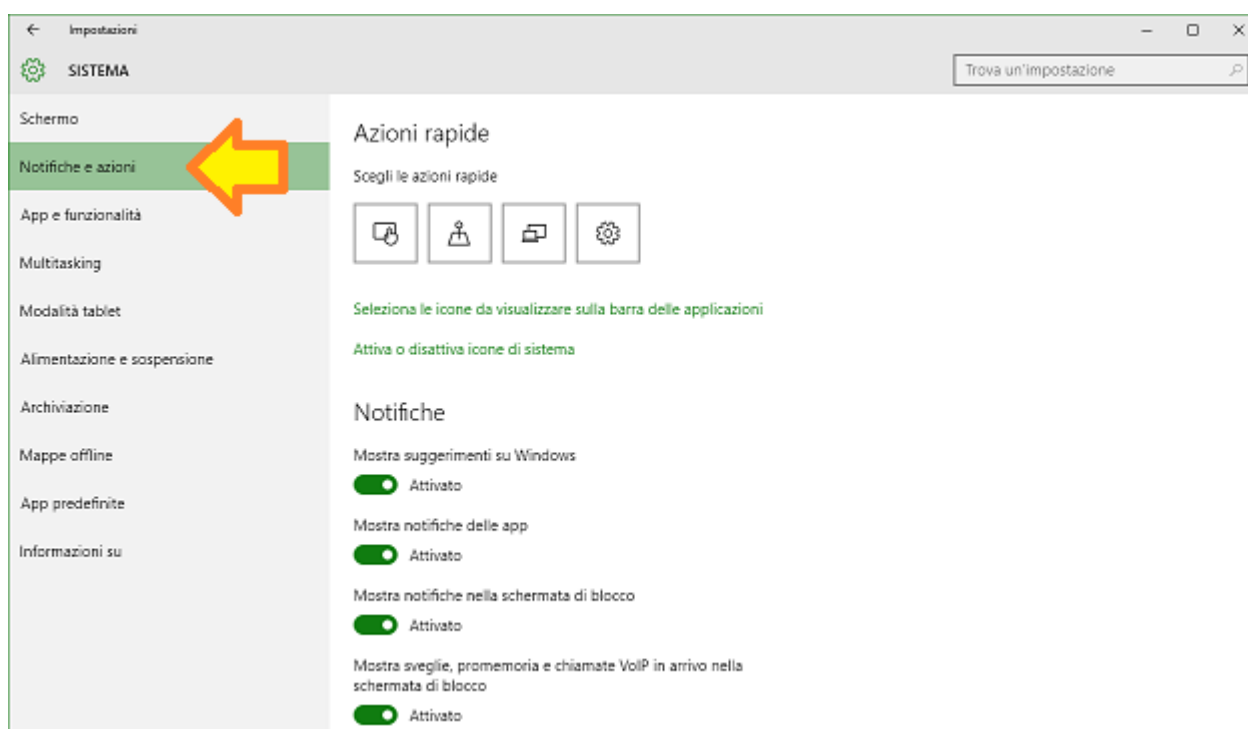 Impostazioni
SISTEMA
Trova un'impostazione
Schermo
Notifiche e azioni
App e funzionalità
Multitasking
Modalità tablet
Alimentazione e sospensione
Archiviazione
Mappe offline
App predefinite
Informazioni su
Azioni rapide
Scegli le azioni rapide
Seleziona le icone da visualizzare sulla barra delle applicazioni
Attiva o disattiva icone di sistema
Notifiche
Mostra suggerimenti su Windows
Attivato
Mostra notifiche delle app
Attivato
Mostra notifiche nella schermata di blocco
Attivato
Mostra sveglie, promemoria e chiamate VoIP in arrivo nella
schermata di blocco
Attivato